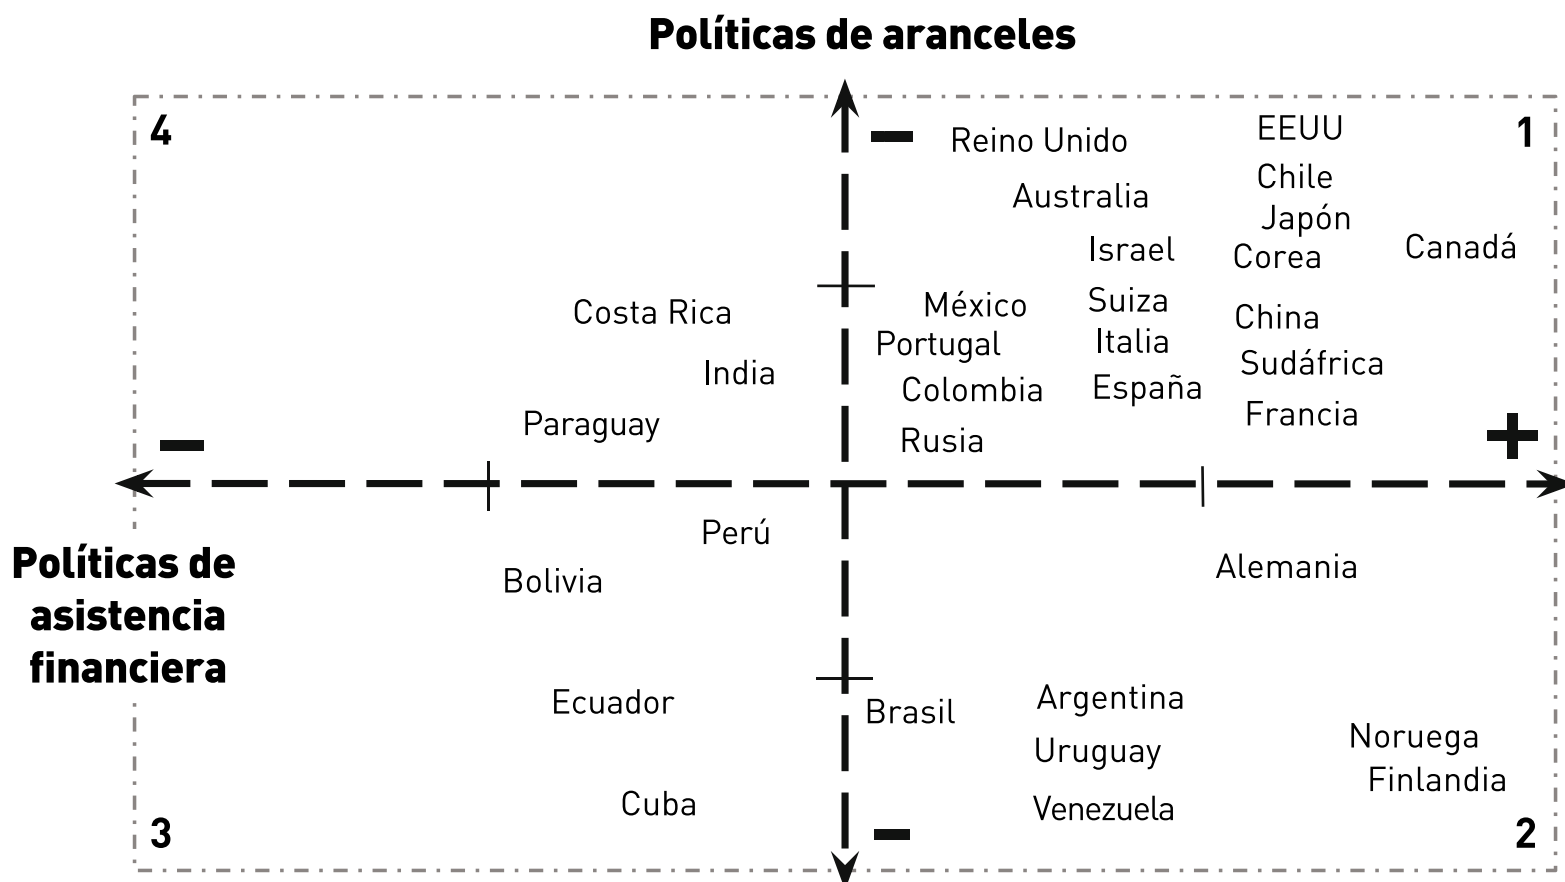 Políticas de aranceles
4
−
Reino Unido
EEUU
1
Chile
Australia
Japón
Israel
Corea
Canadá
Costa Rica
México
Suiza
China
Portugal
Italia
India
Sudáfrica
Colombia
España
Paraguay
Francia
Rusia
−
+
Perú
Políticas de
asistencia
financiera
Bolivia
Alemania
Ecuador
Brasil
Argentina
Uruguay
Noruega
Finlandia
Cuba
Venezuela
3
−
2